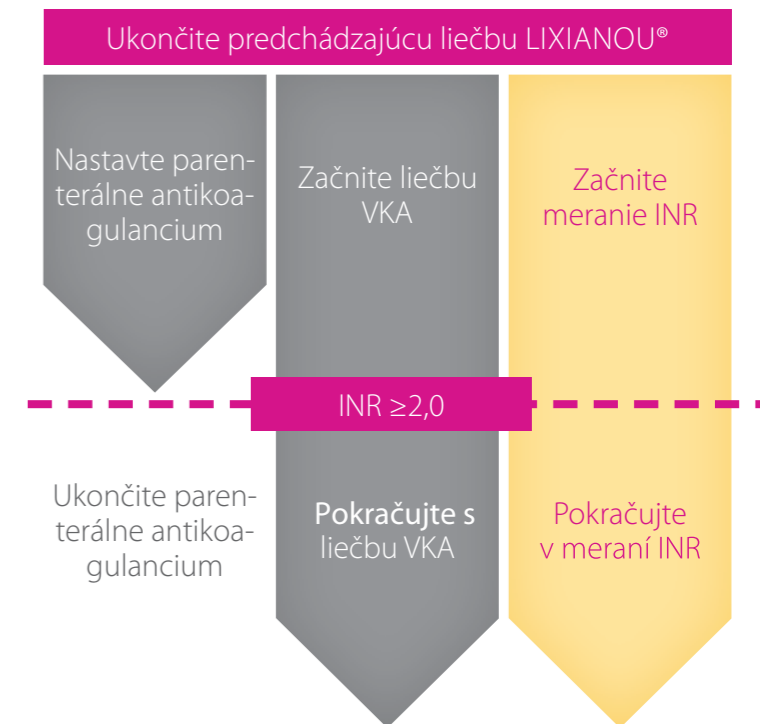 Ukončite predchádzajúcu liečbu LIXIANOU®
Nastavte paren-
terálne antikoa-
gulancium
Začnite liečbu
VKA
Začnite
meranie INR
INR ≥2,0
Ukončite paren-
terálne antikoa-
gulancium
Pokračujte s
liečbu VKA
Pokračujte
v meraní INR